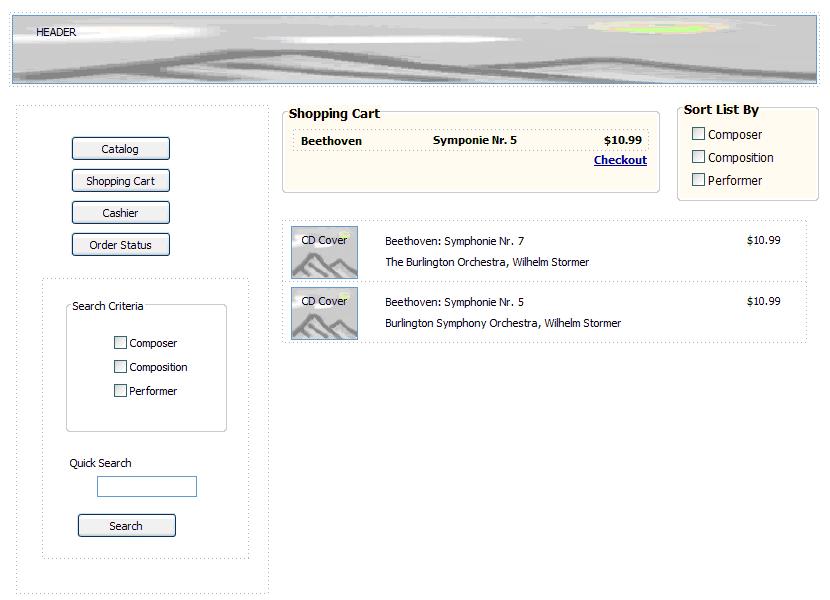 HEADER
Catalog
Shopping Cart
Cashier
Order Status
Search Criteria
Composer
Composition
Performer
Quick Search
Search
Shopping Cart
Beethoven Symponie Nr. 5 $10.99
Checkout
Sort List By
Composer
Composition
Performer
CD Cover Beethoven: Symphonie Nr. 7 $10.99
The Burlington Orchestra, Wilhelm Stormer
CD Cover Beethoven: Symphonie Nr. 5 $10.99
Burlington Symphony Orchestra, Wilhelm Stormer